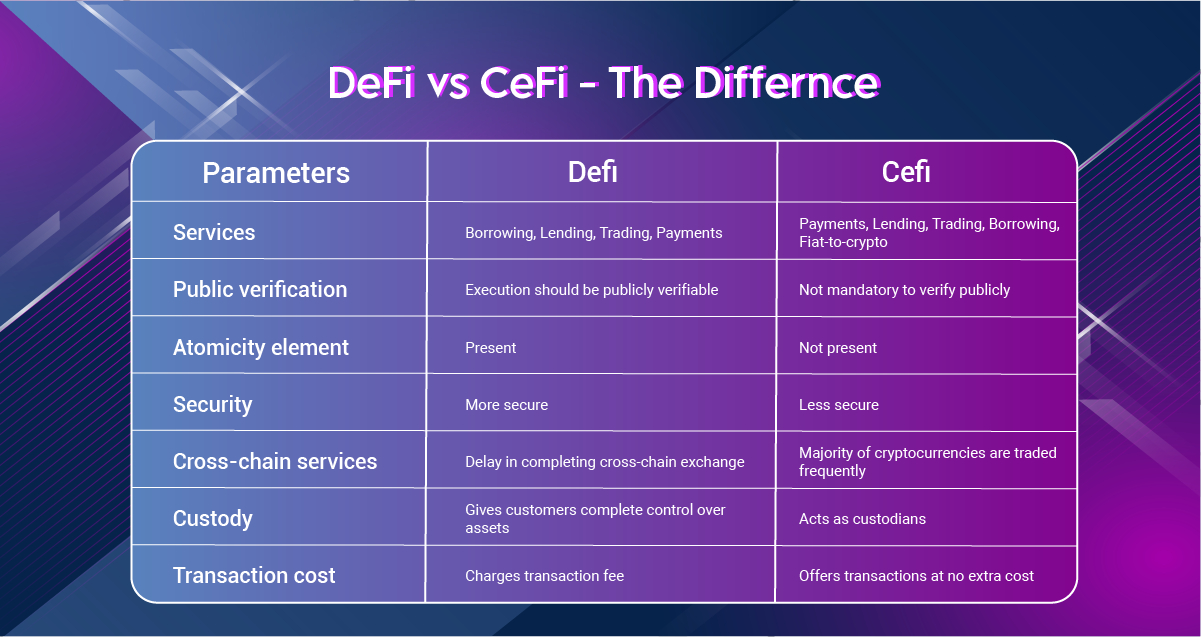 DeFi vs CeFi - The Differnce
Parameters
Defi
Cefi
Services
Borrowing, Lending, Trading, Payments
Payments, Lending, Trading, Borrowing,
Fiat-to-crypto
Public verification
Execution should be publicly verifiable
Not mandatory to verify publicly
Atomicity element
Present
Not present
Security
More secure
Less secure
Cross-chain services
Delay in completing cross-chain exchange
Majority of cryptocurrencies are traded
frequently
Custody
Gives customers complete control over
assets
Acts as custodians
Transaction cost
Charges transaction fee
Offers transactions at no extra cost